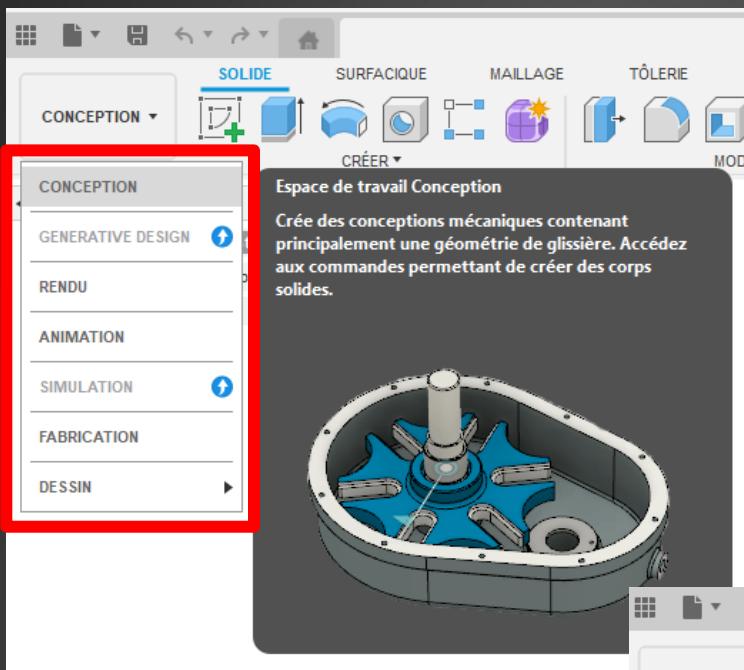 SOLIDE
SURFACIQUE
MAILLAGE
TÔLERIE
CONCEPTION
CRÉER
CONCEPTION
GENERATIVE DESIGN
RENDU
ANIMATION
SIMULATION
FABRICATION
DESSIN
Espace de travail Conception
Crée des conceptions mécaniques contenant
principalement une géométrie de glissière. Accédez
aux commandes permettant de créer des corps
solides.